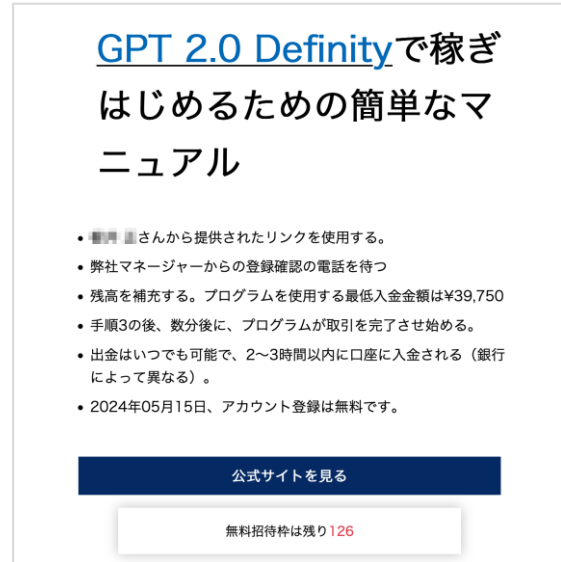 GPT 2.0 Definityで稼ぎ
はじめるための簡単なマ
ニュアル
• さんから提供されたリンクを使用する。
• 弊社マネージャーからの登録確認の電話を待つ
• 残高を補充する。プログラムを使用する最低入金金額は¥39,750
• 手順3の後、数分後に、プログラムが取引を完了させ始める。
• 出金はいつでも可能で、2〜3時間以内に口座に入金される（銀行
によって異なる）。
• 2024年05月15日、アカウント登録は無料です。
公式サイトを見る
無料招待枠は残り126